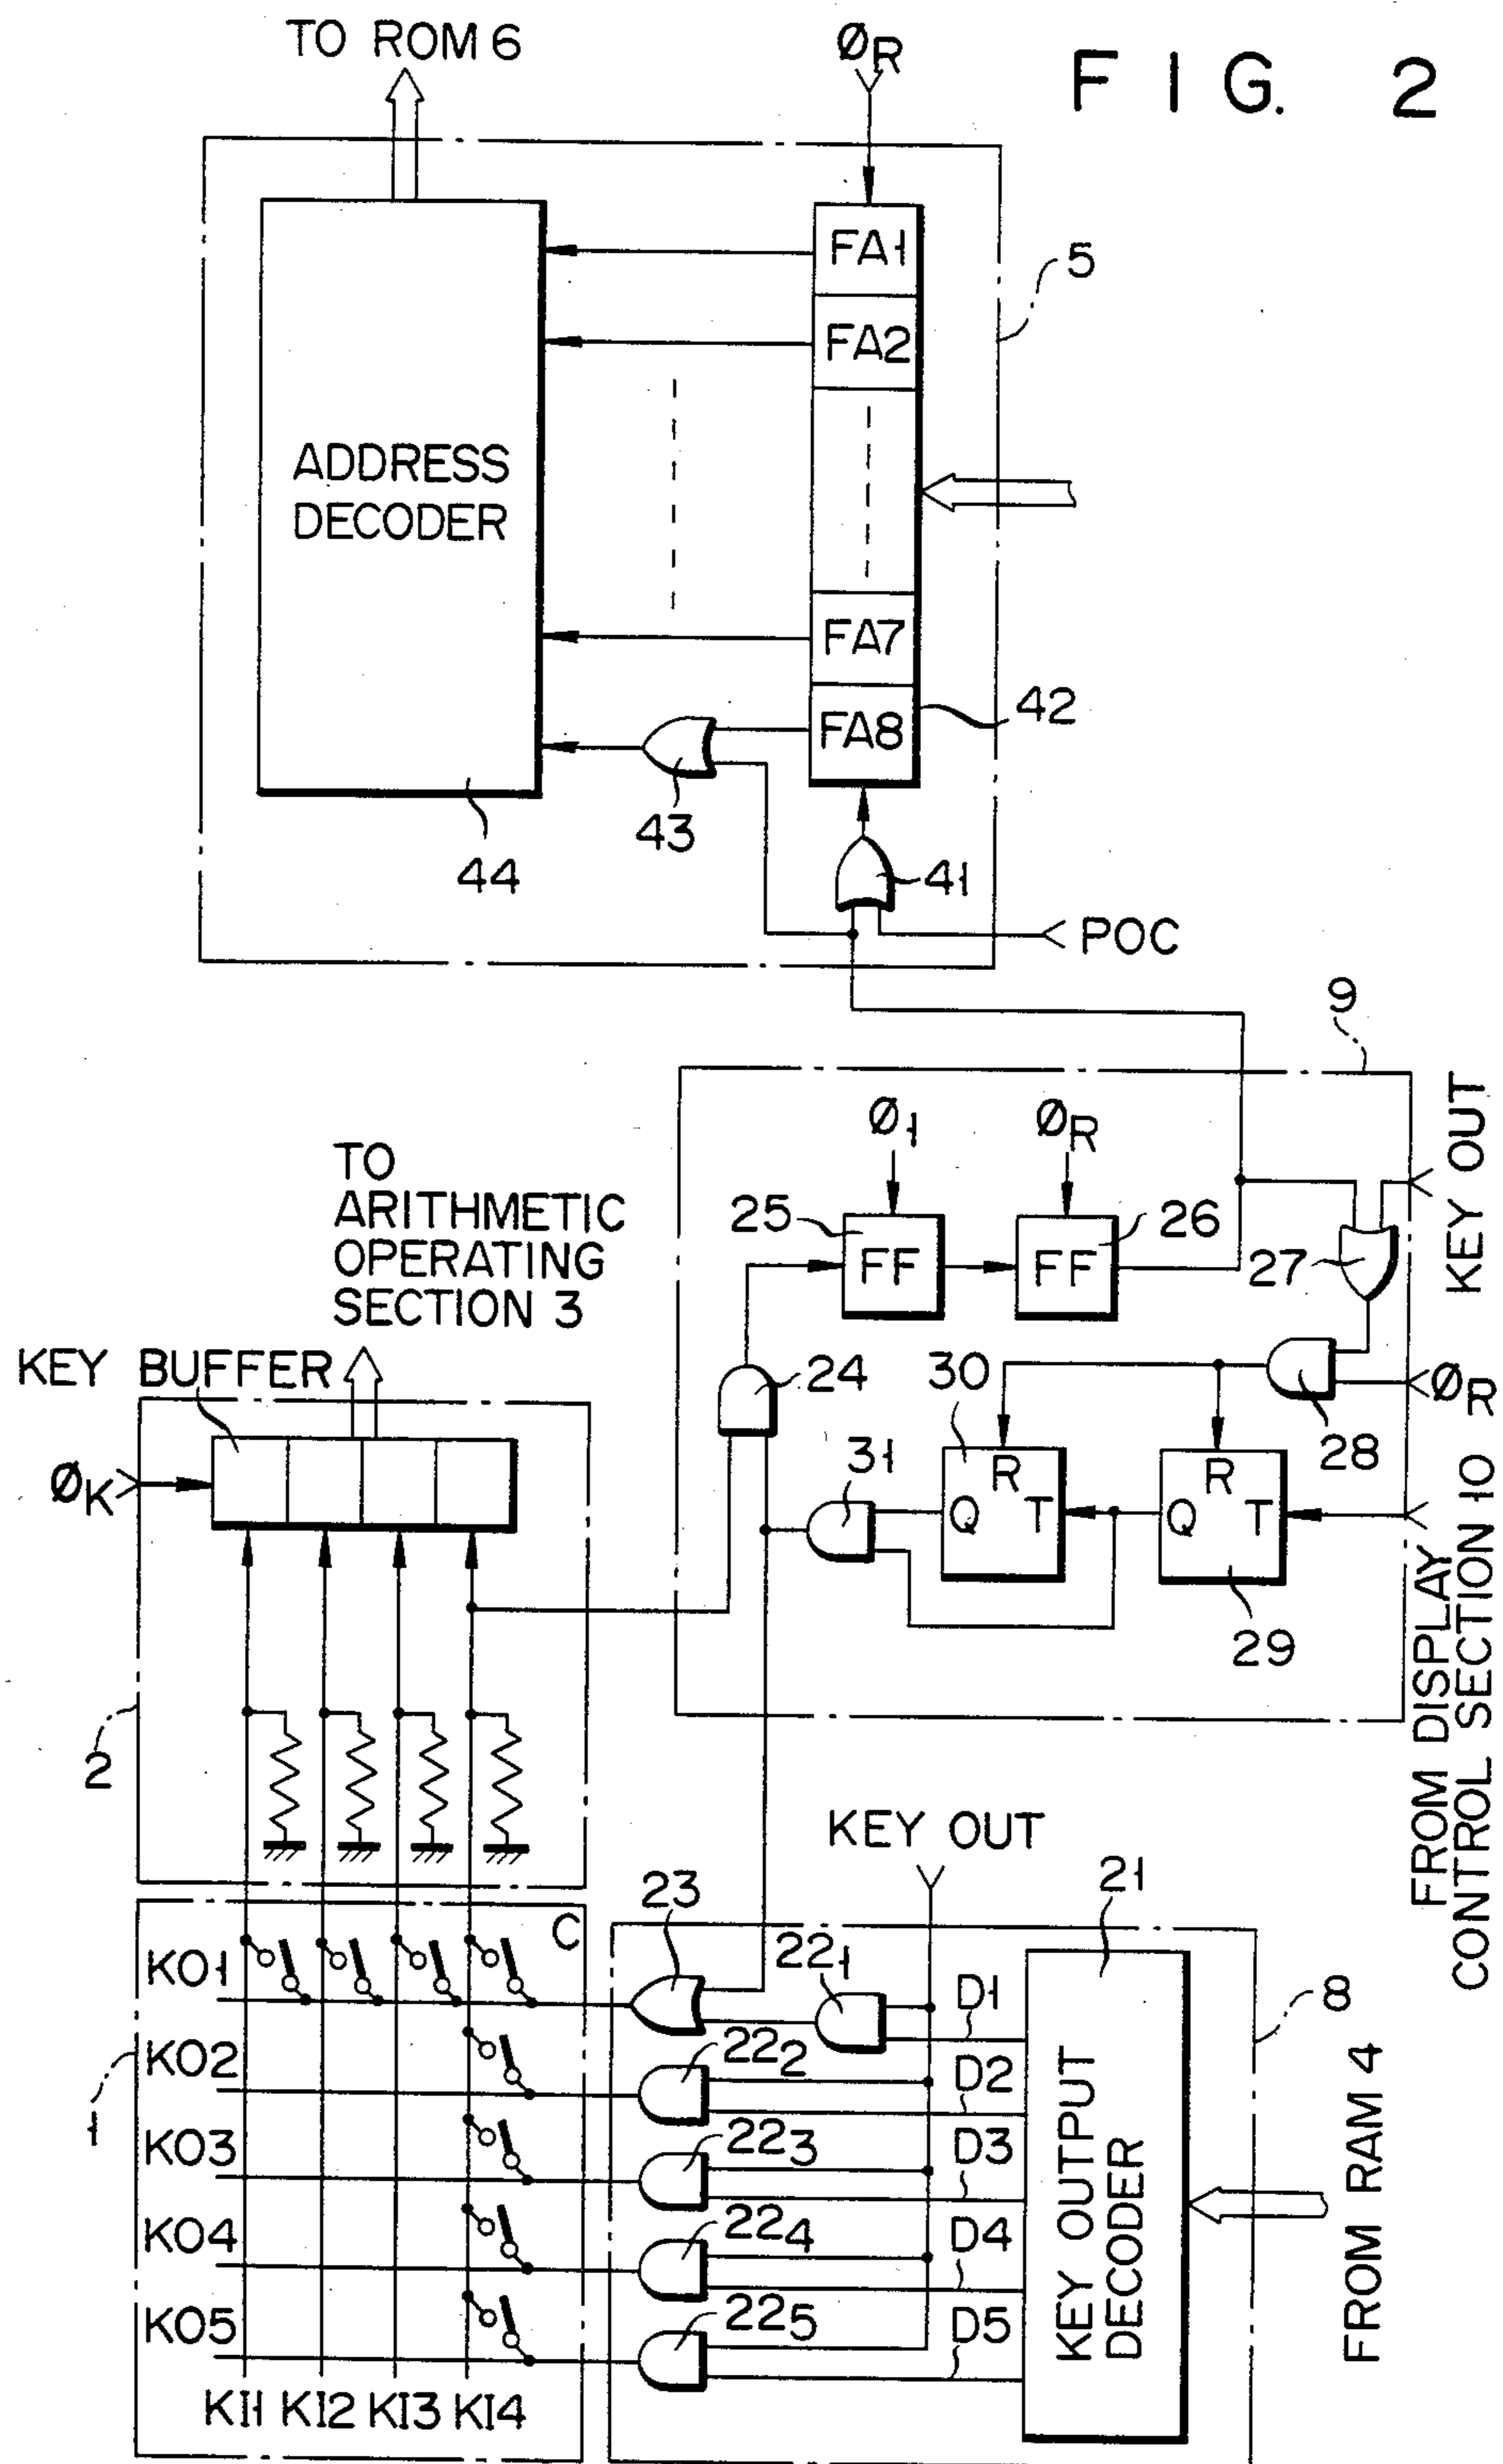 FIG. 2
TO ROM 6
ØR
5
FA1
FA2
ADDRESS
DECODER
FA7
FA8
42
43
44
41
POC
9
KEY OUT
Ø1
ØR
TO
ARITHMETIC
OPERATING
SECTION 3
25
FF
26
FF
27
KEY BUFFER
24
30
28
ØR
ØK
31
R
Q
T
R
Q
T
29
FROM DISPLAY
CONTROL SECTION 10
2
KEY OUT
21
23
C
221
KO1
D1
8
KO2
222
D2
1
KO3
223
D3
KO4
224
D4
KO5
225
D5
KEY OUTPUT
DECODER
FROM RAM 4
KI1 KI2 KI3 KI4